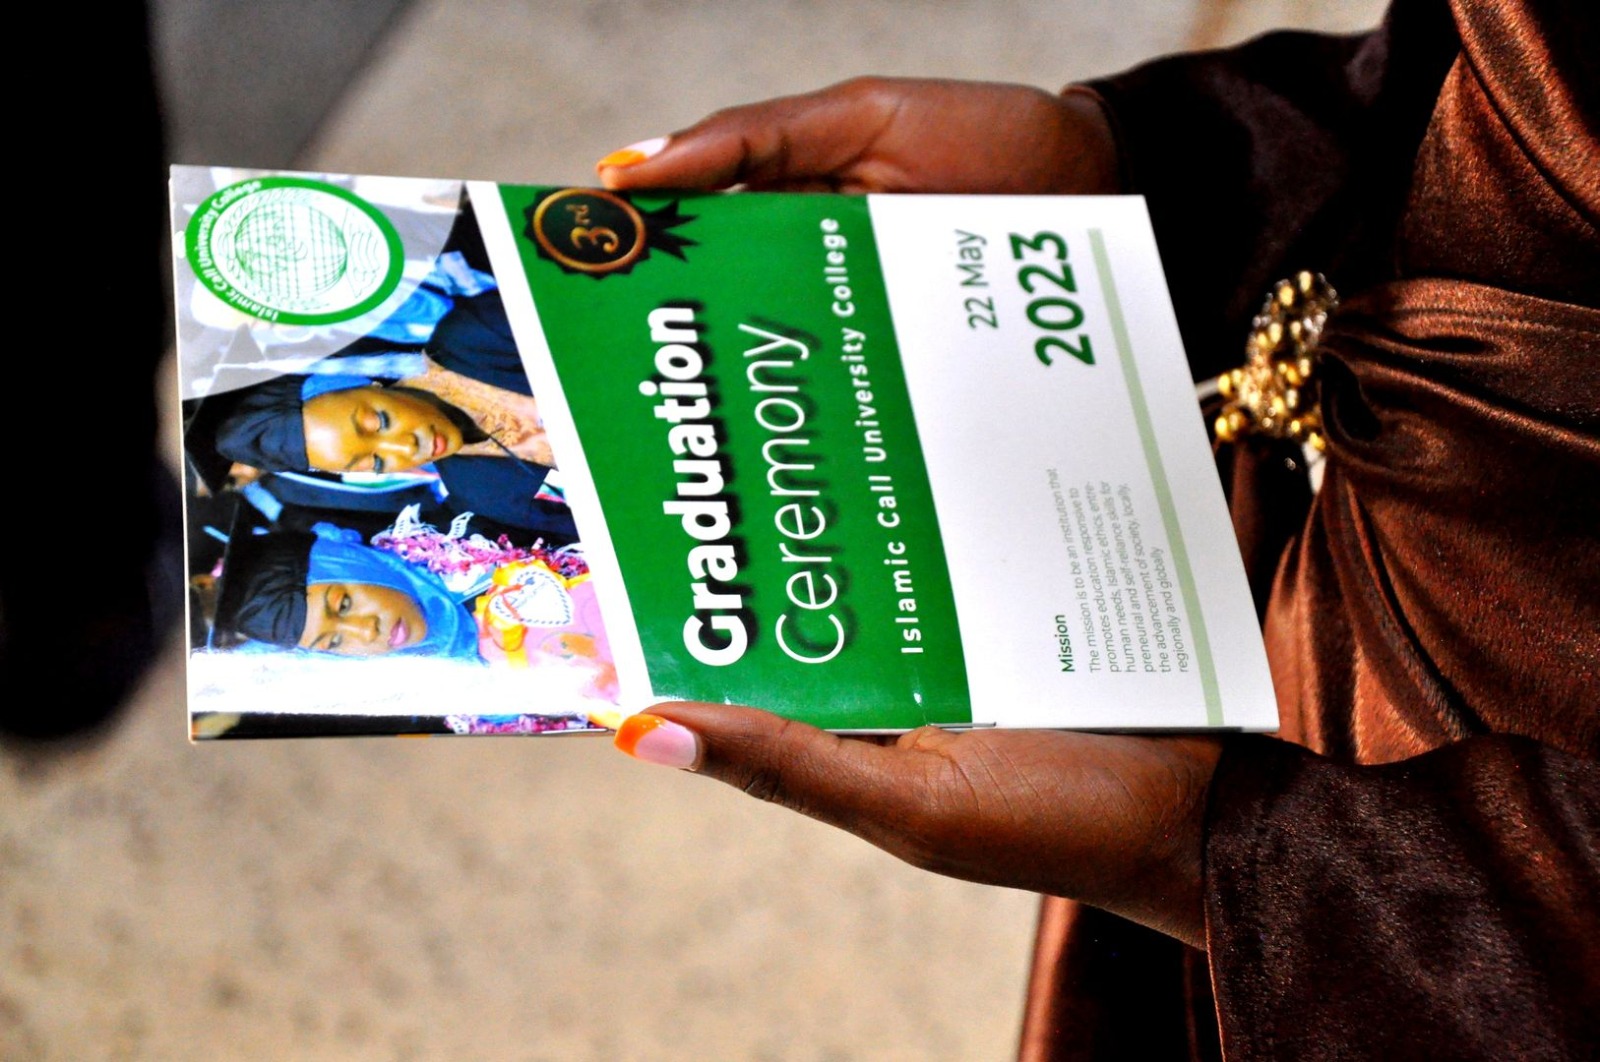 Islamic Call University College
3rd
Graduation
Ceremony
Islamic Call University College
22 May
2023
Mission
The mission is to be an institution that
promotes education responsive to
human needs, Islamic ethics, entre-
preneurial and self-reliance skills for
the advancement of society, locally,
regionally and globally